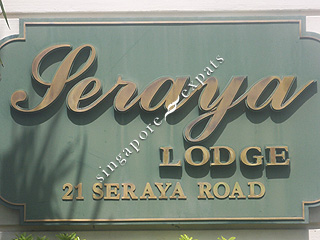 Seraya
LODGE
21 SERAYA ROAD
singapore expats